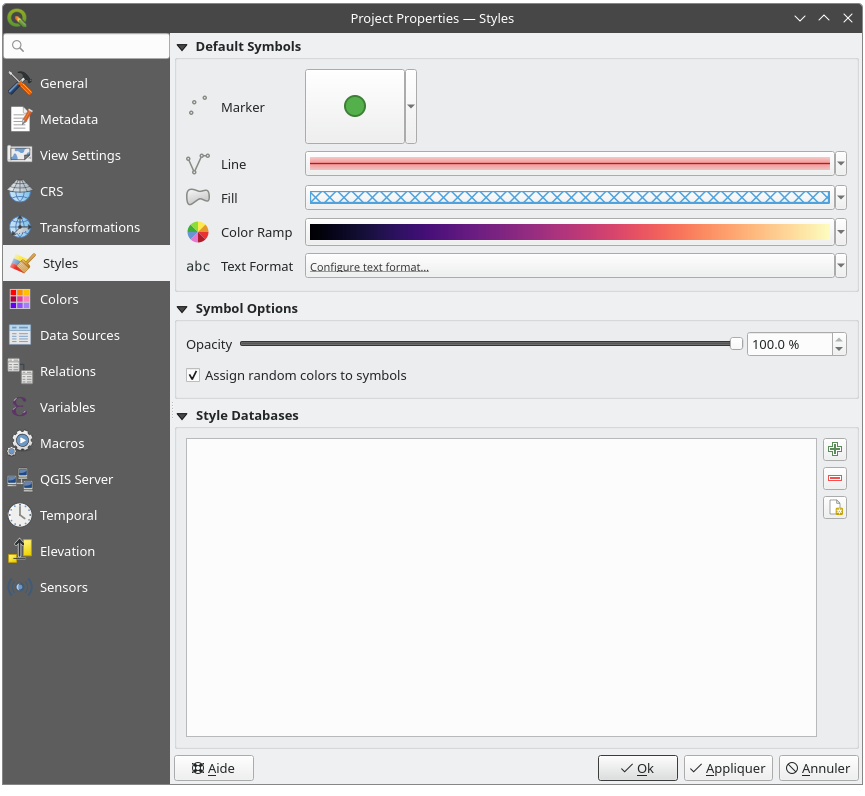 Project Properties — Styles
General
Metadata
View Settings
CRS
Transformations
Styles
Colors
Data Sources
Relations
Variables
Macros
QGIS Server
Temporal
Elevation
Sensors
Default Symbols
Marker
Line
Fill
Color Ramp
abc Text Format Configure text format...
Symbol Options
Opacity 100.0 %
Assign random colors to symbols
Style Databases
Aide Ok Appliquer Annuler